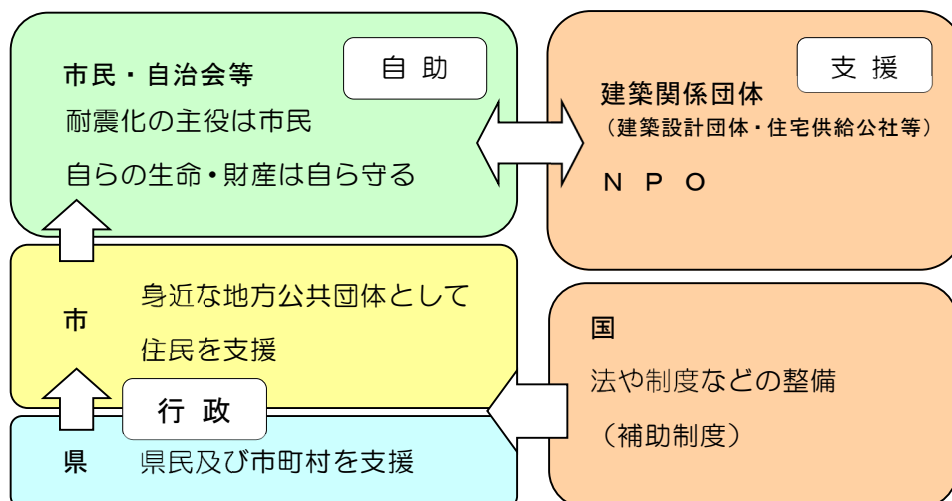 自 助
市民・自治会等
耐震化の主役は市民
自らの生命・財産は自ら守る
支 援
建築関係団体
（建築設計団体・住宅供給公社等）
Ｎ Ｐ Ｏ
市
身近な地方公共団体として
住民を支援
行 政
県
県民及び市町村を支援
国
法や制度などの整備
（補助制度）